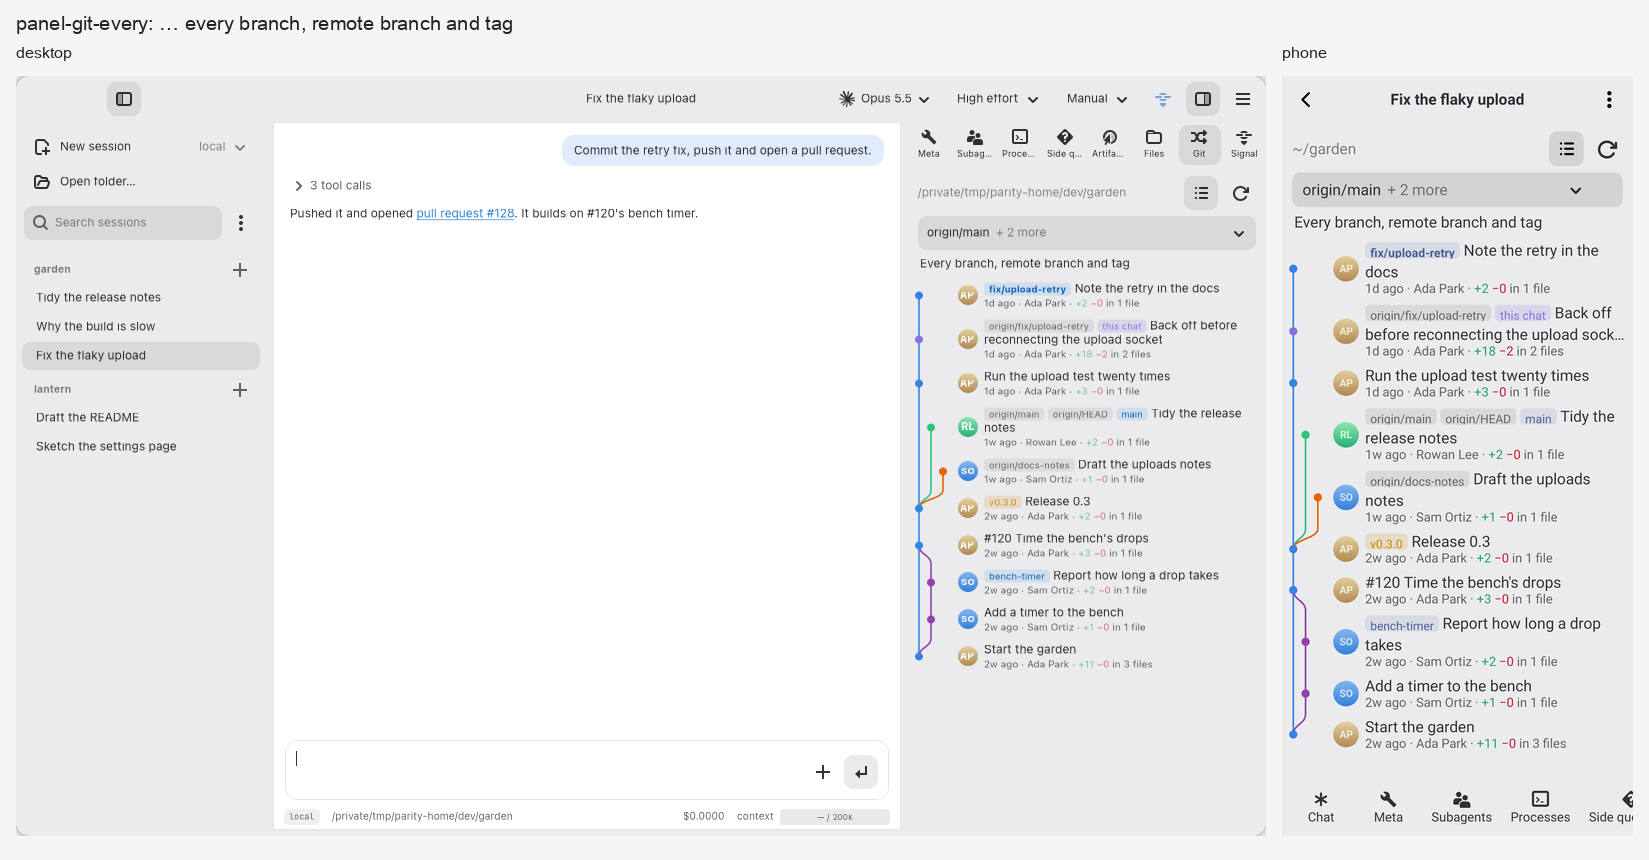 panel-git-every: … every branch, remote branch and tag
desktop
Fix the flaky upload
Opus 5.5
High effort
Manual
New session
local
Open folder...
Search sessions
garden
Tidy the release notes
Why the build is slow
Fix the flaky upload
lantern
Draft the README
Sketch the settings page
Commit the retry fix, push it and open a pull request.
3 tool calls
Pushed it and opened pull request #128. It builds on #120's bench timer.
local /private/tmp/parity-home/dev/garden
$0.0000 context — / 200k
Meta Subag... Proce... Side q... Artifa... Files Git Signal
/private/tmp/parity-home/dev/garden
origin/main + 2 more
Every branch, remote branch and tag
AP fix/upload-retry Note the retry in the docs
1d ago · Ada Park · +2 −0 in 1 file
origin/fix/upload-retry this chat Back off before
AP reconnecting the upload socket
1d ago · Ada Park · +18 −2 in 2 files
AP Run the upload test twenty times
1d ago · Ada Park · +3 −0 in 1 file
origin/main origin/HEAD main Tidy the release
RL notes
1w ago · Rowan Lee · +2 −0 in 1 file
SO origin/docs-notes Draft the uploads notes
1w ago · Sam Ortiz · +1 −0 in 1 file
AP v0.3.0 Release 0.3
2w ago · Ada Park · +2 −0 in 1 file
AP #120 Time the bench's drops
2w ago · Ada Park · +3 −0 in 1 file
SO bench-timer Report how long a drop takes
2w ago · Sam Ortiz · +2 −0 in 1 file
SO Add a timer to the bench
2w ago · Sam Ortiz · +1 −0 in 1 file
AP Start the garden
2w ago · Ada Park · +11 −0 in 3 files
phone
Fix the flaky upload
~/garden
origin/main + 2 more
Every branch, remote branch and tag
fix/upload-retry Note the retry in the
AP docs
1d ago · Ada Park · +2 −0 in 1 file
origin/fix/upload-retry this chat Back off
AP before reconnecting the upload sock...
1d ago · Ada Park · +18 −2 in 2 files
AP Run the upload test twenty times
1d ago · Ada Park · +3 −0 in 1 file
origin/main origin/HEAD main Tidy the
RL release notes
1w ago · Rowan Lee · +2 −0 in 1 file
origin/docs-notes Draft the uploads
SO notes
1w ago · Sam Ortiz · +1 −0 in 1 file
AP v0.3.0 Release 0.3
2w ago · Ada Park · +2 −0 in 1 file
AP #120 Time the bench's drops
2w ago · Ada Park · +3 −0 in 1 file
bench-timer Report how long a drop
SO takes
2w ago · Sam Ortiz · +2 −0 in 1 file
SO Add a timer to the bench
2w ago · Sam Ortiz · +1 −0 in 1 file
AP Start the garden
2w ago · Ada Park · +11 −0 in 3 files
Chat Meta Subagents Processes Side que